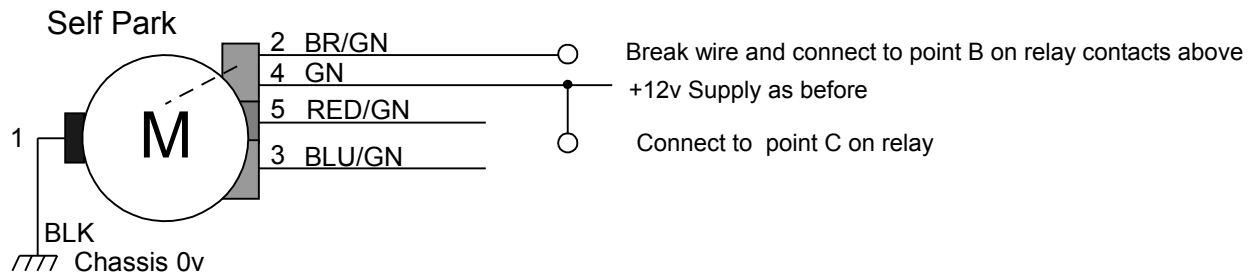 Self Park
2 BR/GN
Break wire and connect to point B on relay contacts above
4 GN
+12v Supply as before
5 RED/GN
1
M
Connect to point C on relay
3 BLU/GN
BLK
Chassis 0v